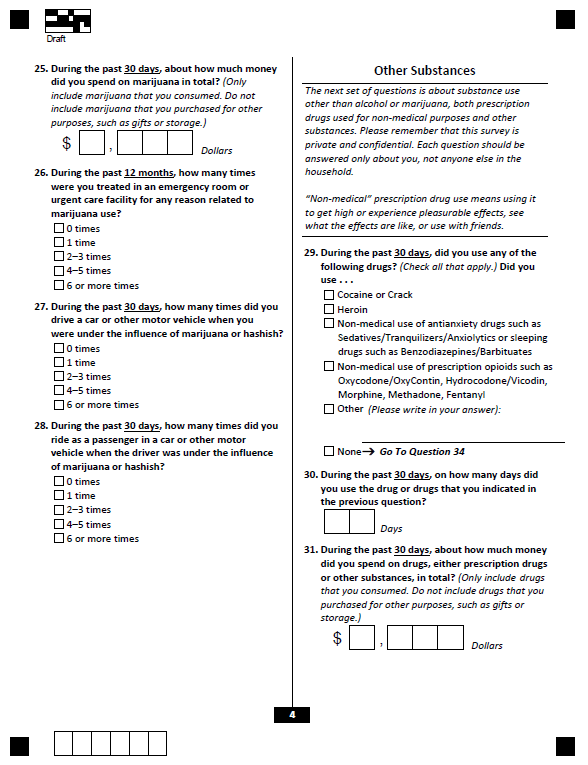 Draft
25. During the past 30 days, about how much money
did you spend on marijuana in total? (Only
include marijuana that you consumed. Do not
include marijuana that you purchased for other
purposes, such as gifts or storage.)
$ , Dollars
26. During the past 12 months, how many times
were you treated in an emergency room or
urgent care facility for any reason related to
marijuana use?
0 times
1 time
2–3 times
4–5 times
6 or more times
27. During the past 30 days, how many times did you
drive a car or other motor vehicle when you
were under the influence of marijuana or hashish?
0 times
1 time
2–3 times
4–5 times
6 or more times
28. During the past 30 days, how many times did you
ride as a passenger in a car or other motor
vehicle when the driver was under the influence
of marijuana or hashish?
0 times
1 time
2–3 times
4–5 times
6 or more times
Other Substances
The next set of questions is about substance use
other than alcohol or marijuana, both prescription
drugs used for non-medical purposes and other
substances. Please remember that this survey is
private and confidential. Each question should be
answered only about you, not anyone else in the
household.
“Non-medical” prescription drug use means using it
to get high or experience pleasurable effects, see
what the effects are like, or use with friends.
29. During the past 30 days, did you use any of the
following drugs? (Check all that apply.) Did you
use . . .
Cocaine or Crack
Heroin
Non-medical use of antianxiety drugs such as
Sedatives/Tranquilizers/Anxiolytics or sleeping
drugs such as Benzodiazepines/Barbituates
Non-medical use of prescription opioids such as
Oxycodone/OxyContin, Hydrocodone/Vicodin,
Morphine, Methadone, Fentanyl
Other (Please write in your answer):
None→ Go To Question 34
30. During the past 30 days, on how many days did
you use the drug or drugs that you indicated in
the previous question?
Days
31. During the past 30 days, about how much money
did you spend on drugs, either prescription drugs
or other substances, in total? (Only include drugs
that you consumed. Do not include drugs that you
purchased for other purposes, such as gifts or
storage.)
$ , Dollars
4